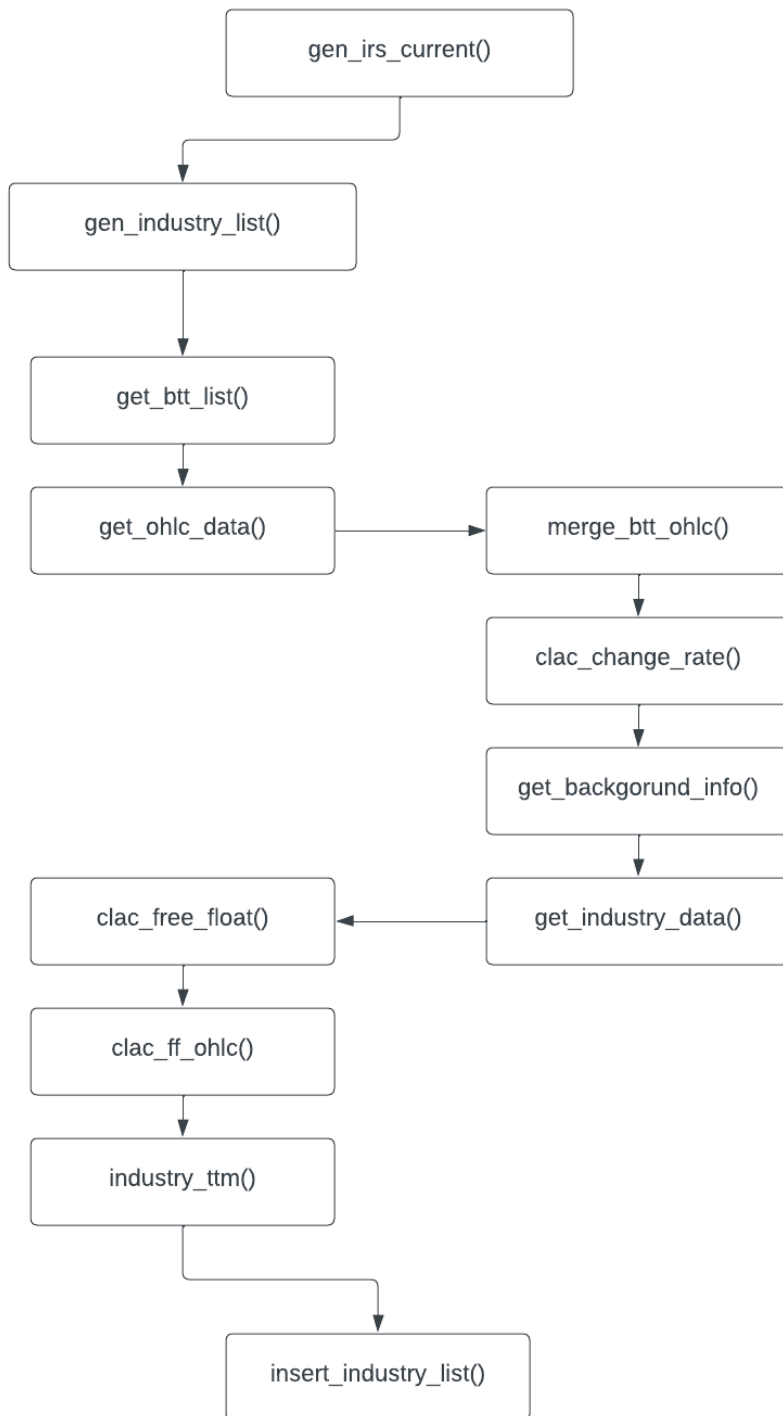 gen_irs_current()
gen_industry_list()
get_btt_list()
get_ohlc_data()
merge_btt_ohlc()
clac_change_rate()
get_backgorund_info()
get_industry_data()
clac_free_float()
clac_ff_ohlc()
industry_ttm()
insert_industry_list()